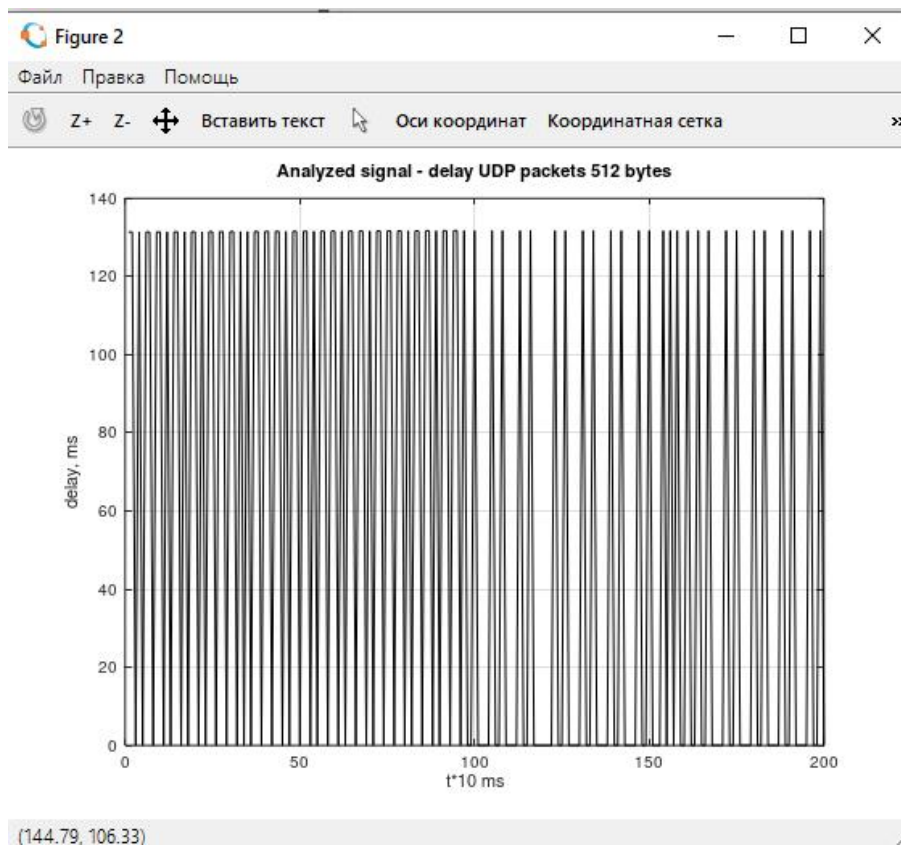 Figure 2
Файл Правка Помощь
Z+ Z- Вставить текст Оси координат Координатная сетка »
Analyzed signal - delay UDP packets 512 bytes
140
120
100
80
60
40
20
0
delay, ms
0 50 100 150 200
t*10 ms
(144.79, 106.33)